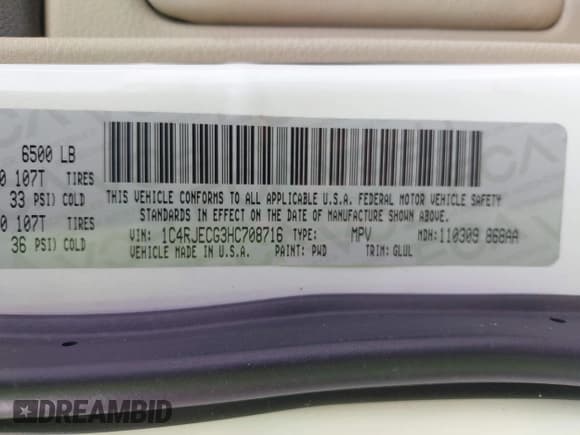 6500 LB
0 107T TIRES
33 PSI) COLD
0 107T TIRES
36 PSI) COLD
THIS VEHICLE CONFORMS TO ALL APPLICABLE U.S.A. FEDERAL MOTOR VEHICLE SAFETY
STANDARDS IN EFFECT ON THE DATE OF MANUFACTURE SHOWN ABOVE.
VIN: 1C4RJECG3HC708716 TYPE: MPV MDH: 110309 868AA
VEHICLE MADE IN U.S.A. PAINT: PWD TRIM: GLUL
DREAMBID